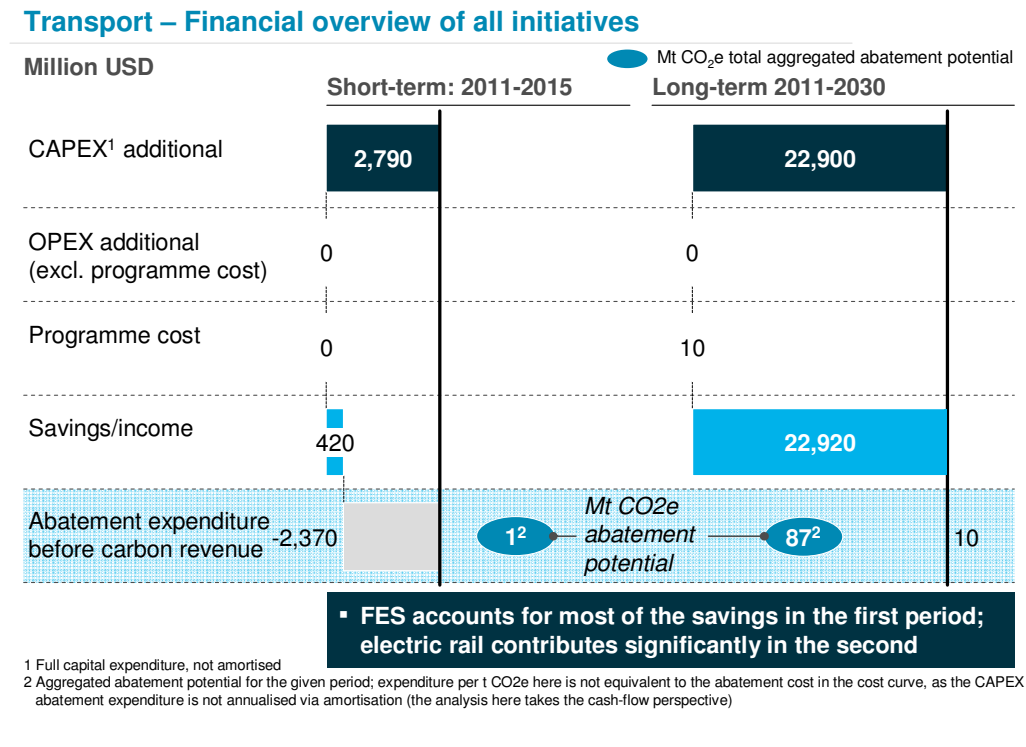 Transport – Financial overview of all initiatives
Mt CO₂e total aggregated abatement potential
Million USD
Short-term: 2011-2015
Long-term 2011-2030
CAPEX¹ additional
2,790
22,900
OPEX additional
(excl. programme cost)
0
0
Programme cost
0
10
Savings/income
420
22,920
Abatement expenditure
before carbon revenue
-2,370
1²
Mt CO2e
abatement
potential
87²
10
▪ FES accounts for most of the savings in the first period;
electric rail contributes significantly in the second
1 Full capital expenditure, not amortised
2 Aggregated abatement potential for the given period; expenditure per t CO2e here is not equivalent to the abatement cost in the cost curve, as the CAPEX
abatement expenditure is not annualised via amortisation (the analysis here takes the cash-flow perspective)